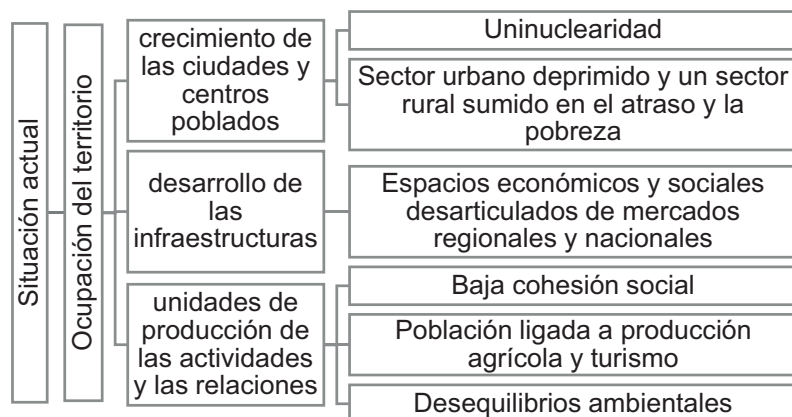 Situación actual
Ocupación del territorio
crecimiento de
las ciudades y
centros
poblados
Uninuclearidad
Sector urbano deprimido y un sector
rural sumido en el atraso y la
pobreza
desarrollo de
las
infraestructuras
Espacios económicos y sociales
desarticulados de mercados
regionales y nacionales
unidades de
producción de
las actividades
y las relaciones
Baja cohesión social
Población ligada a producción
agrícola y turismo
Desequilibrios ambientales